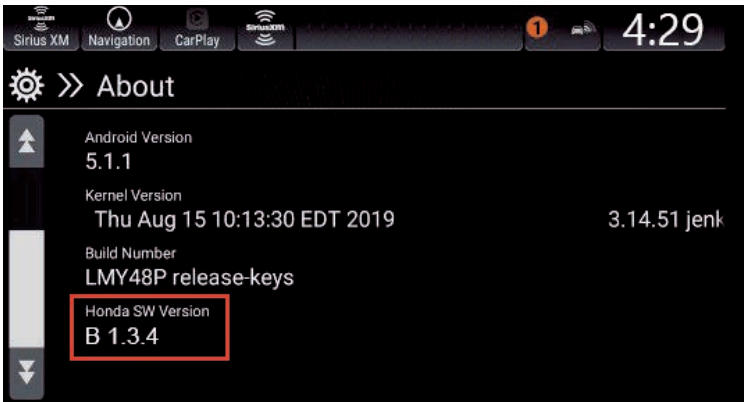 SiriusXM
Sirius XM
Navigation
CarPlay
SiriusXM
1
4:29
About
Android Version
5.1.1
Kernel Version
Thu Aug 15 10:13:30 EDT 2019 3.14.51 jenk
Build Number
LMY48P release-keys
Honda SW Version
B 1.3.4